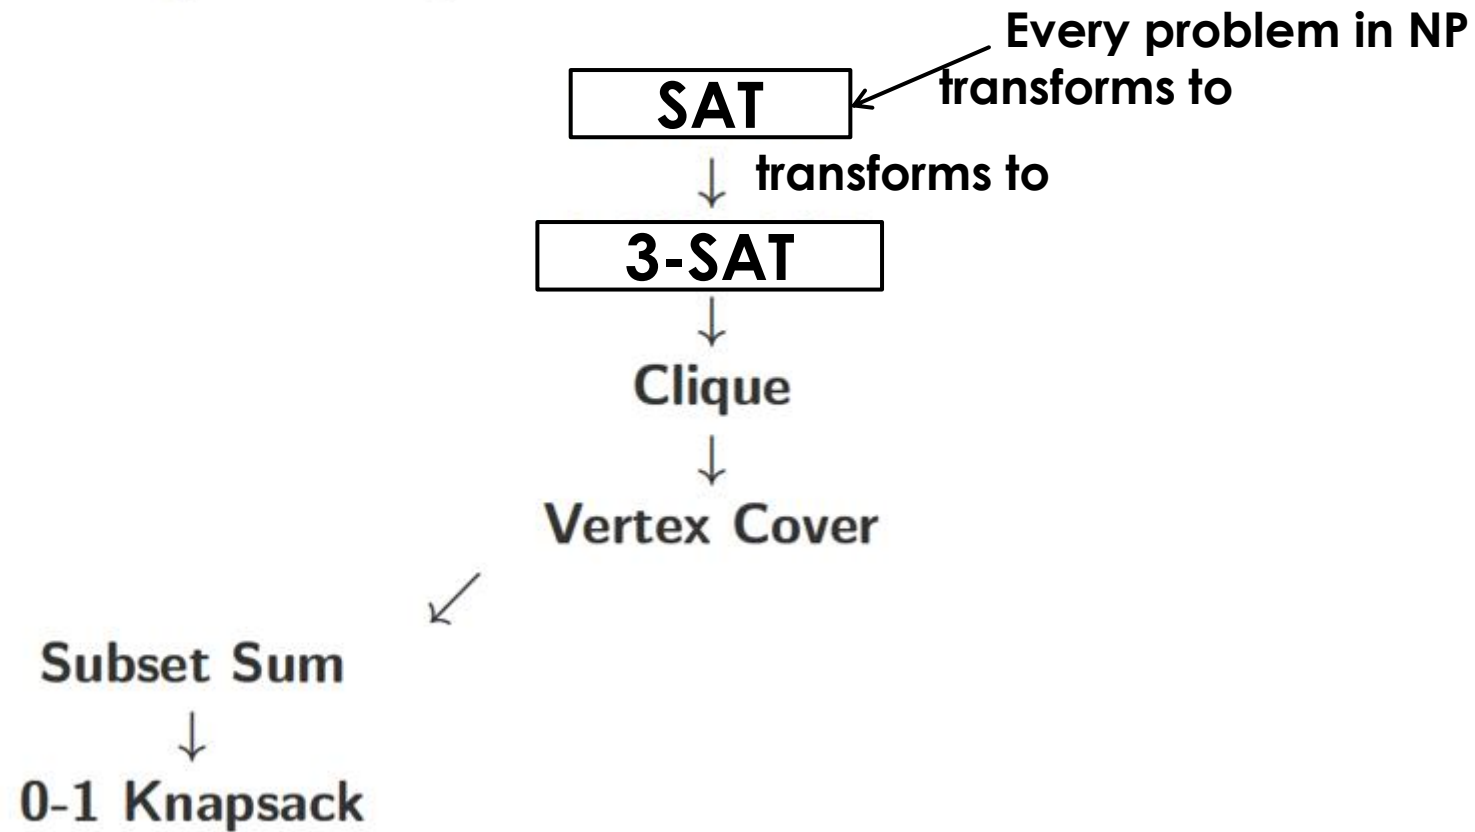 Every problem in NP
transforms to
SAT
transforms to
3-SAT
Clique
Vertex Cover
Subset Sum
0-1 Knapsack